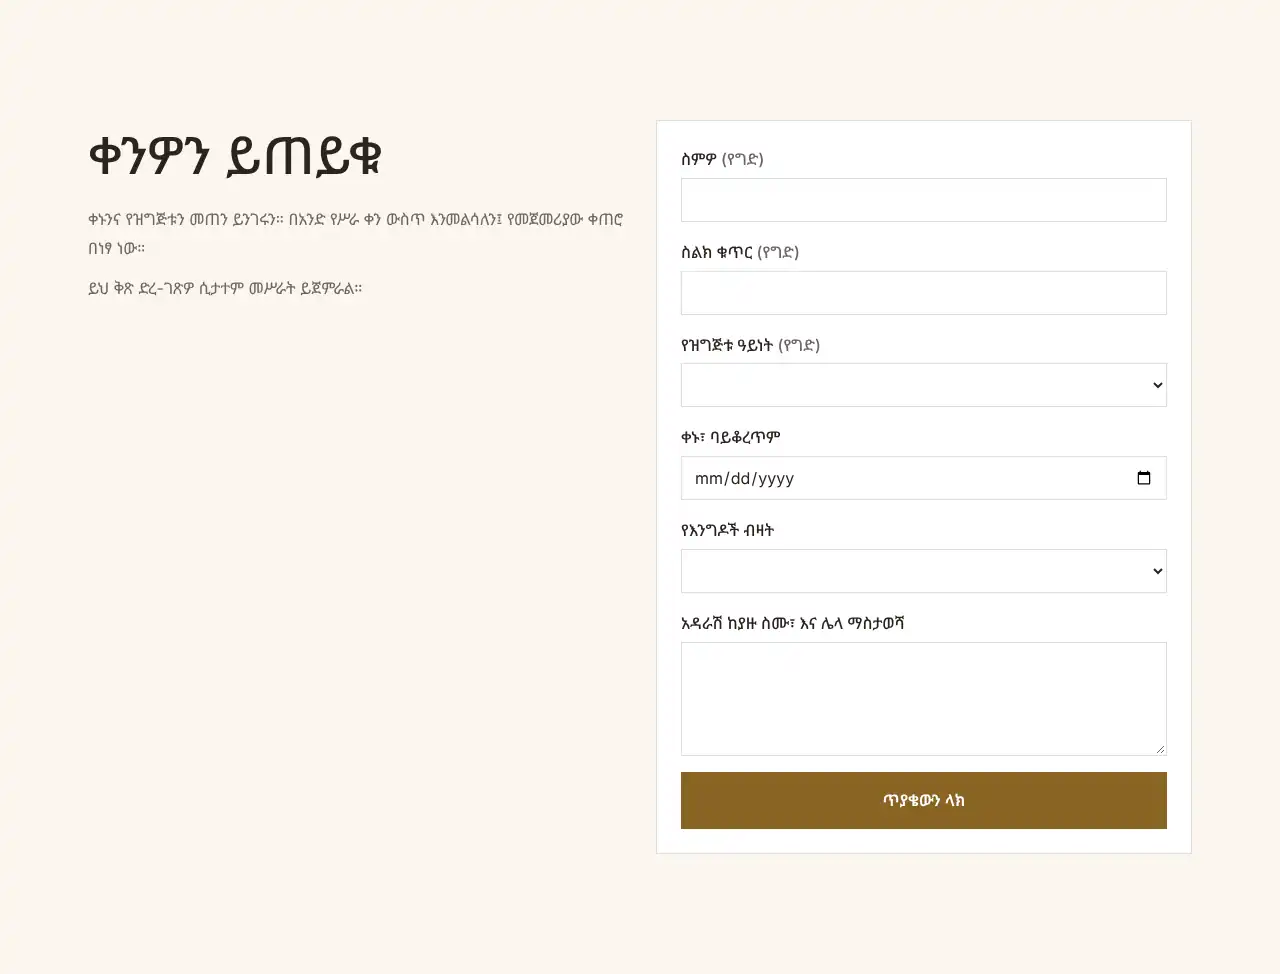 ቀንዎን ይጠይቁ
ቀኑንና የዝግጅቱን መጠን ይንገሩን። በአንድ የሥራ ቀን ውስጥ እንመልሳለን፤ የመጀመሪያው ቀጠሮ
በነፃ ነው።
ይህ ቅጽ ድረ-ገጽዎ ሲታተም መሥራት ይጀምራል።
ስምዎ (የግድ)
ስልክ ቁጥር (የግድ)
የዝግጅቱ ዓይነት (የግድ)
ቀኑ፣ ባይቆረጥም
mm/dd/yyyy
የእንግዶች ብዛት
አዳራሽ ከያዙ ስሙ፣ እና ሌላ ማስታወሻ
ጥያቄውን ላክ